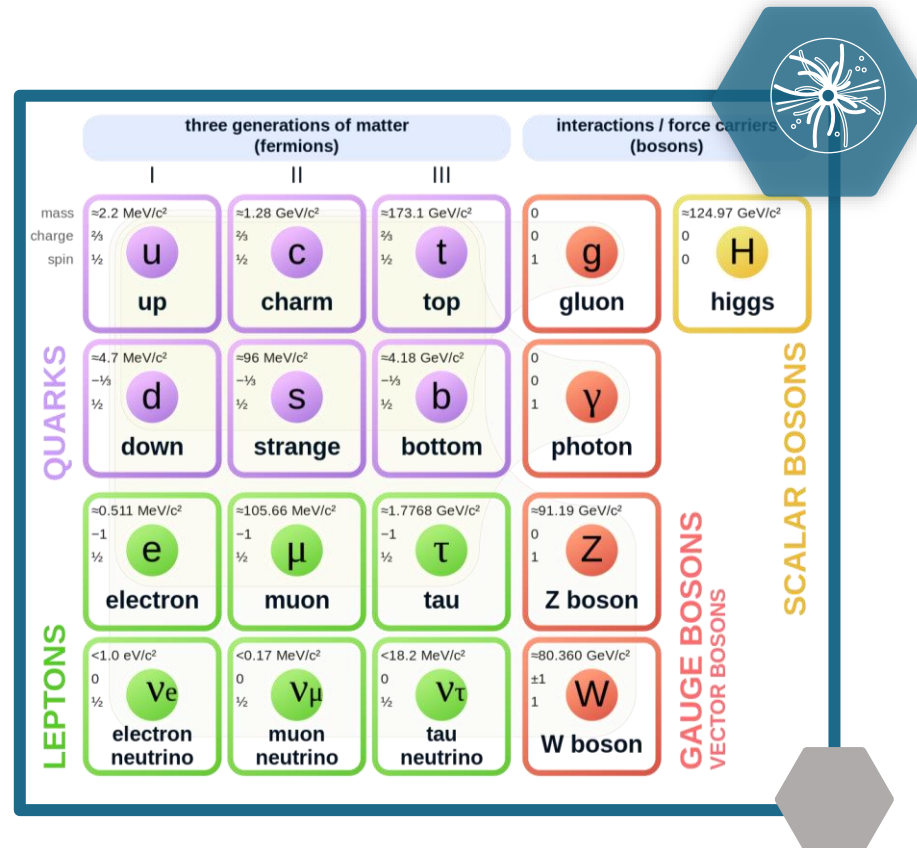 three generations of matter
(fermions)
interactions / force carriers
(bosons)
I
II
III
mass
charge
spin
≈2.2 MeV/c²
⅔
½
u
up
≈1.28 GeV/c²
⅔
½
c
charm
≈173.1 GeV/c²
⅔
½
t
top
0
0
1
g
gluon
≈124.97 GeV/c²
0
0
H
higgs
QUARKS
≈4.7 MeV/c²
−⅓
½
d
down
≈96 MeV/c²
−⅓
½
s
strange
≈4.18 GeV/c²
−⅓
½
b
bottom
0
0
1
γ
photon
SCALAR BOSONS
LEPTONS
≈0.511 MeV/c²
−1
½
e
electron
≈105.66 MeV/c²
−1
½
μ
muon
≈1.7768 GeV/c²
−1
½
τ
tau
≈91.19 GeV/c²
0
1
Z
Z boson
GAUGE BOSONS
VECTOR BOSONS
<1.0 eV/c²
0
½
νe
electron
neutrino
<0.17 MeV/c²
0
½
νμ
muon
neutrino
<18.2 MeV/c²
0
½
ντ
tau
neutrino
≈80.360 GeV/c²
±1
1
W
W boson